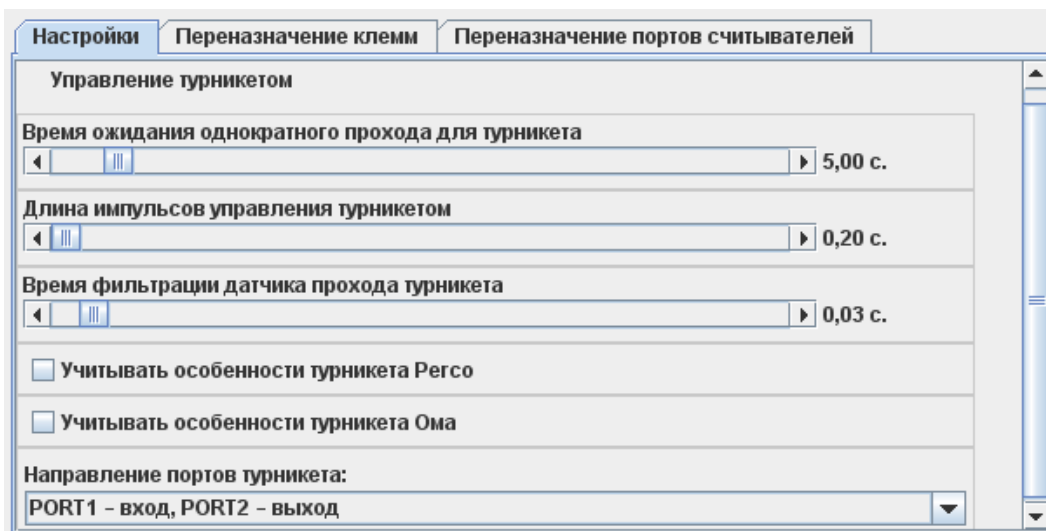 Настройки Переназначение клемм Переназначение портов считывателей
Управление турникетом
Время ожидания однократного прохода для турникета
5,00 с.
Длина импульсов управления турникетом
0,20 с.
Время фильтрации датчика прохода турникета
0,03 с.
Учитывать особенности турникета Perco
Учитывать особенности турникета Ома
Направление портов турникета:
PORT1 - вход, PORT2 - выход